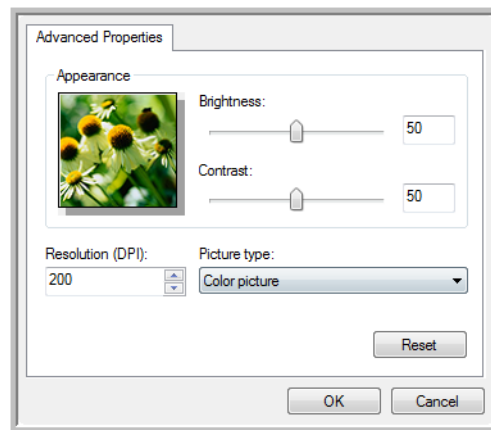 Advanced Properties
Appearance
Brightness:
50
Contrast:
50
Resolution (DPI):
Picture type:
200
Color picture
Reset
OK
Cancel